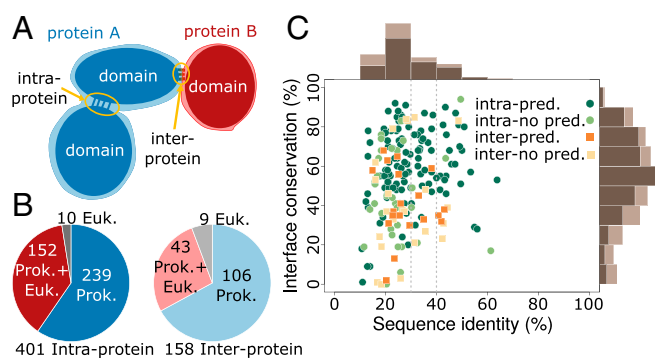 A
protein A
protein B
domain
domain
domain
intra-
protein
inter-
protein
B
10 Euk.
152
Prok.+
Euk.
239
Prok.
401 Intra-protein
9 Euk.
43
Prok.+
Euk.
106
Prok.
158 Inter-protein
C
Interface conservation (%)
100
80
60
40
20
0
intra-pred.
intra-no pred.
inter-pred.
inter-no pred.
0 20 40 60 80 100
Sequence identity (%)